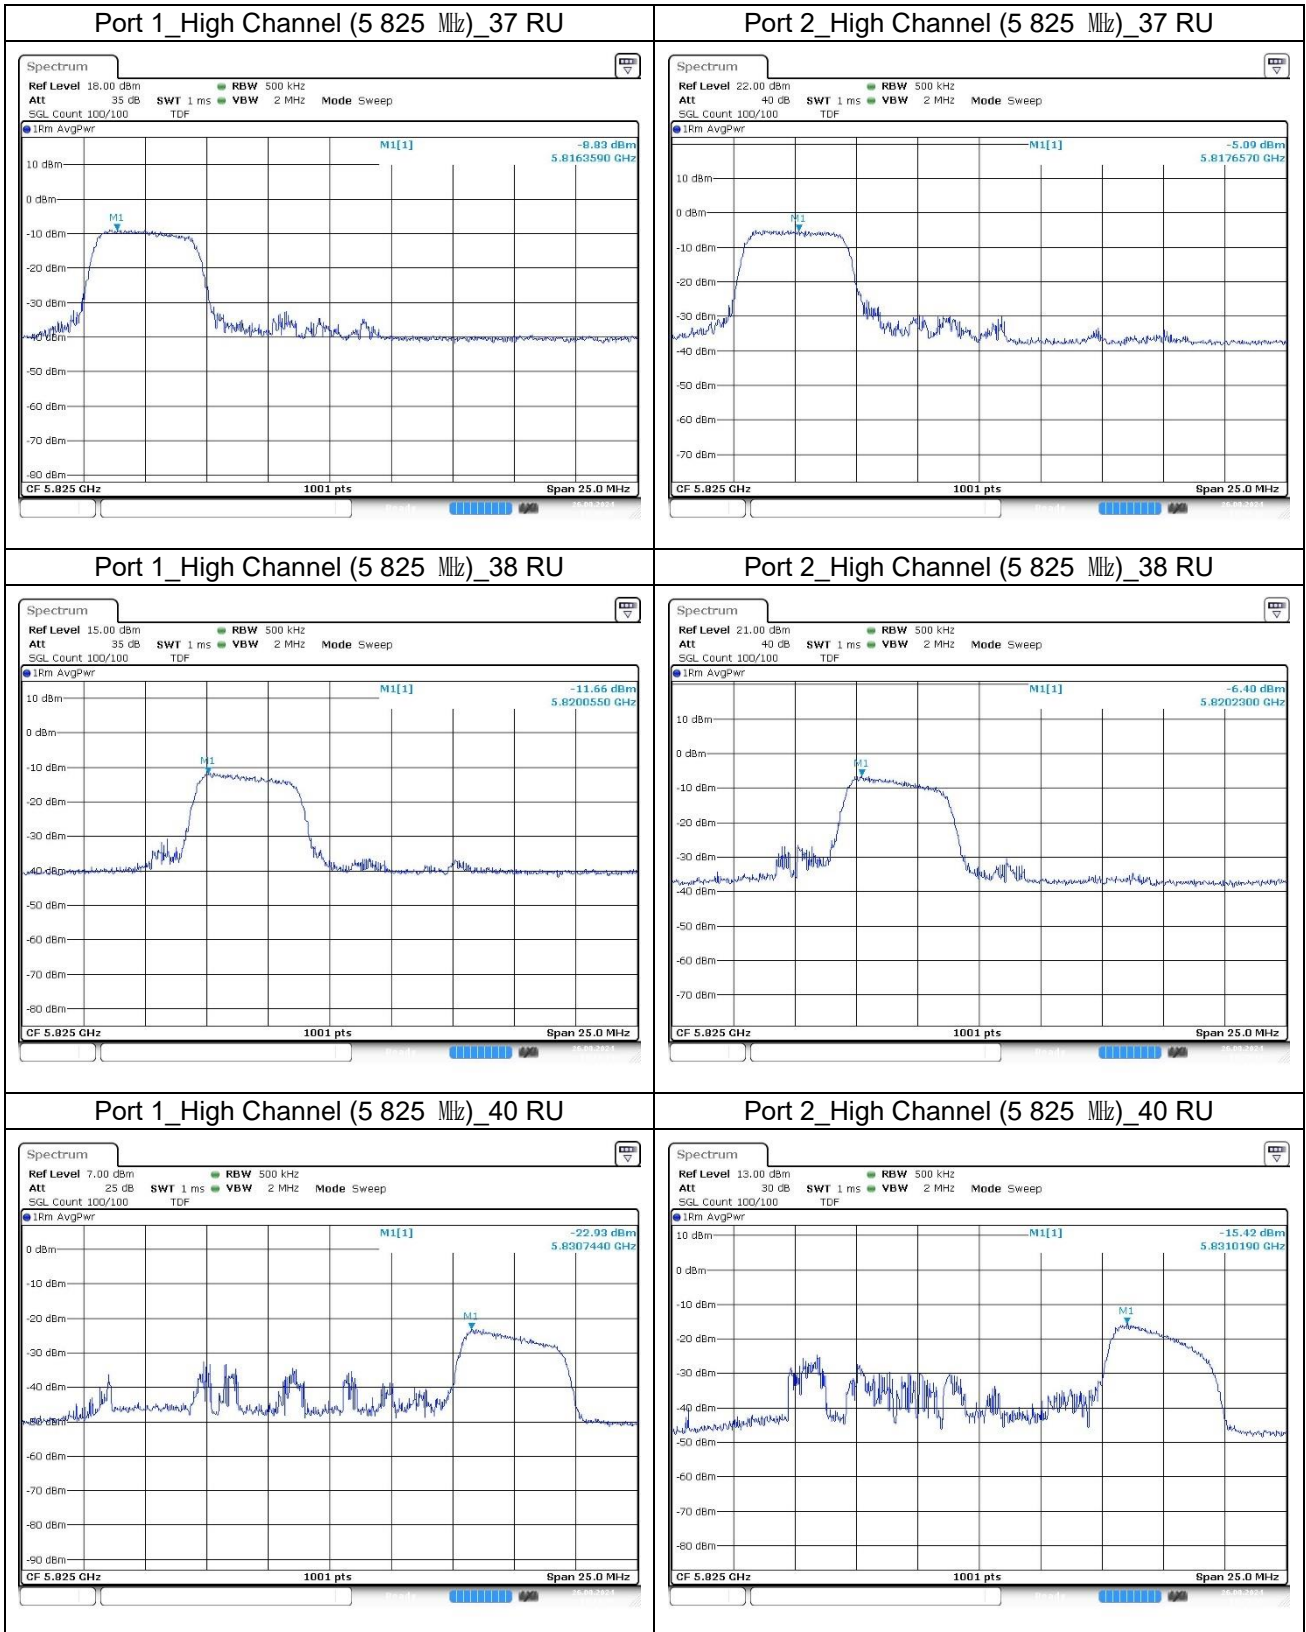 Port 1_High Channel (5 825 ㎒)_37 RU
Spectrum
Ref Level 18.00 dBm RBW 500 kHz
Att 35 dB SWT 1 ms VBW 2 MHz Mode Sweep
SGL Count 100/100 TDF
1Rm AvgPwr
M1[1] -8.83 dBm
5.8163590 GHz
10 dBm
0 dBm
M1
-10 dBm
-20 dBm
-30 dBm
-40 dBm
-50 dBm
-60 dBm
-70 dBm
-80 dBm
CF 5.825 GHz 1001 pts Span 25.0 MHz
Port 2_High Channel (5 825 ㎒)_37 RU
Spectrum
Ref Level 22.00 dBm RBW 500 kHz
Att 40 dB SWT 1 ms VBW 2 MHz Mode Sweep
SGL Count 100/100 TDF
1Rm AvgPwr
M1[1] -5.09 dBm
5.8176570 GHz
10 dBm
0 dBm
M1
-10 dBm
-20 dBm
-30 dBm
-40 dBm
-50 dBm
-60 dBm
-70 dBm
CF 5.825 GHz 1001 pts Span 25.0 MHz
Port 1_High Channel (5 825 ㎒)_38 RU
Spectrum
Ref Level 15.00 dBm RBW 500 kHz
Att 35 dB SWT 1 ms VBW 2 MHz Mode Sweep
SGL Count 100/100 TDF
1Rm AvgPwr
M1[1] -11.66 dBm
5.8200550 GHz
10 dBm
0 dBm
M1
-10 dBm
-20 dBm
-30 dBm
-40 dBm
-50 dBm
-60 dBm
-70 dBm
-80 dBm
CF 5.825 GHz 1001 pts Span 25.0 MHz
Port 2_High Channel (5 825 ㎒)_38 RU
Spectrum
Ref Level 21.00 dBm RBW 500 kHz
Att 40 dB SWT 1 ms VBW 2 MHz Mode Sweep
SGL Count 100/100 TDF
1Rm AvgPwr
M1[1] -6.40 dBm
5.8202300 GHz
10 dBm
0 dBm
M1
-10 dBm
-20 dBm
-30 dBm
-40 dBm
-50 dBm
-60 dBm
-70 dBm
CF 5.825 GHz 1001 pts Span 25.0 MHz
Port 1_High Channel (5 825 ㎒)_40 RU
Spectrum
Ref Level 7.00 dBm RBW 500 kHz
Att 25 dB SWT 1 ms VBW 2 MHz Mode Sweep
SGL Count 100/100 TDF
1Rm AvgPwr
M1[1] -22.93 dBm
5.8307440 GHz
0 dBm
-10 dBm
-20 dBm
M1
-30 dBm
-40 dBm
-50 dBm
-60 dBm
-70 dBm
-80 dBm
-90 dBm
CF 5.825 GHz 1001 pts Span 25.0 MHz
Port 2_High Channel (5 825 ㎒)_40 RU
Spectrum
Ref Level 13.00 dBm RBW 500 kHz
Att 30 dB SWT 1 ms VBW 2 MHz Mode Sweep
SGL Count 100/100 TDF
1Rm AvgPwr
10 dBm M1[1] -15.42 dBm
5.8310190 GHz
0 dBm
-10 dBm
M1
-20 dBm
-30 dBm
-40 dBm
-50 dBm
-60 dBm
-70 dBm
-80 dBm
CF 5.825 GHz 1001 pts Span 25.0 MHz